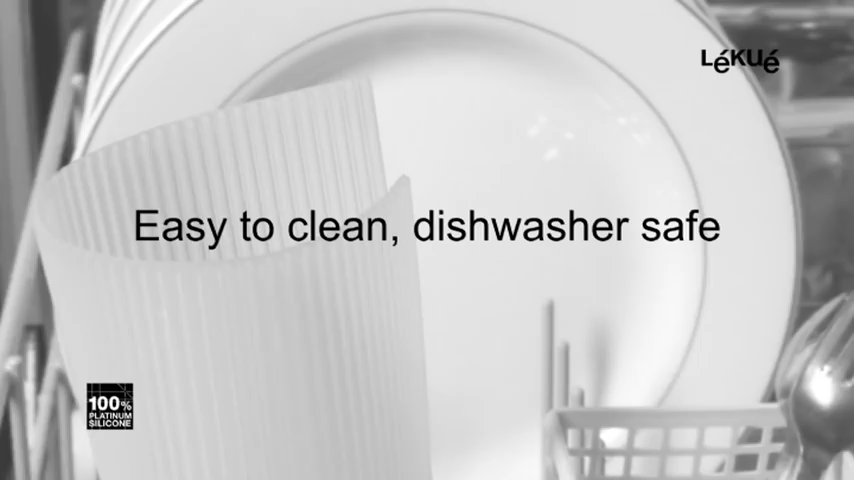 LéKUé
Easy to clean, dishwasher safe
100%
PLATINUM
SILICONE